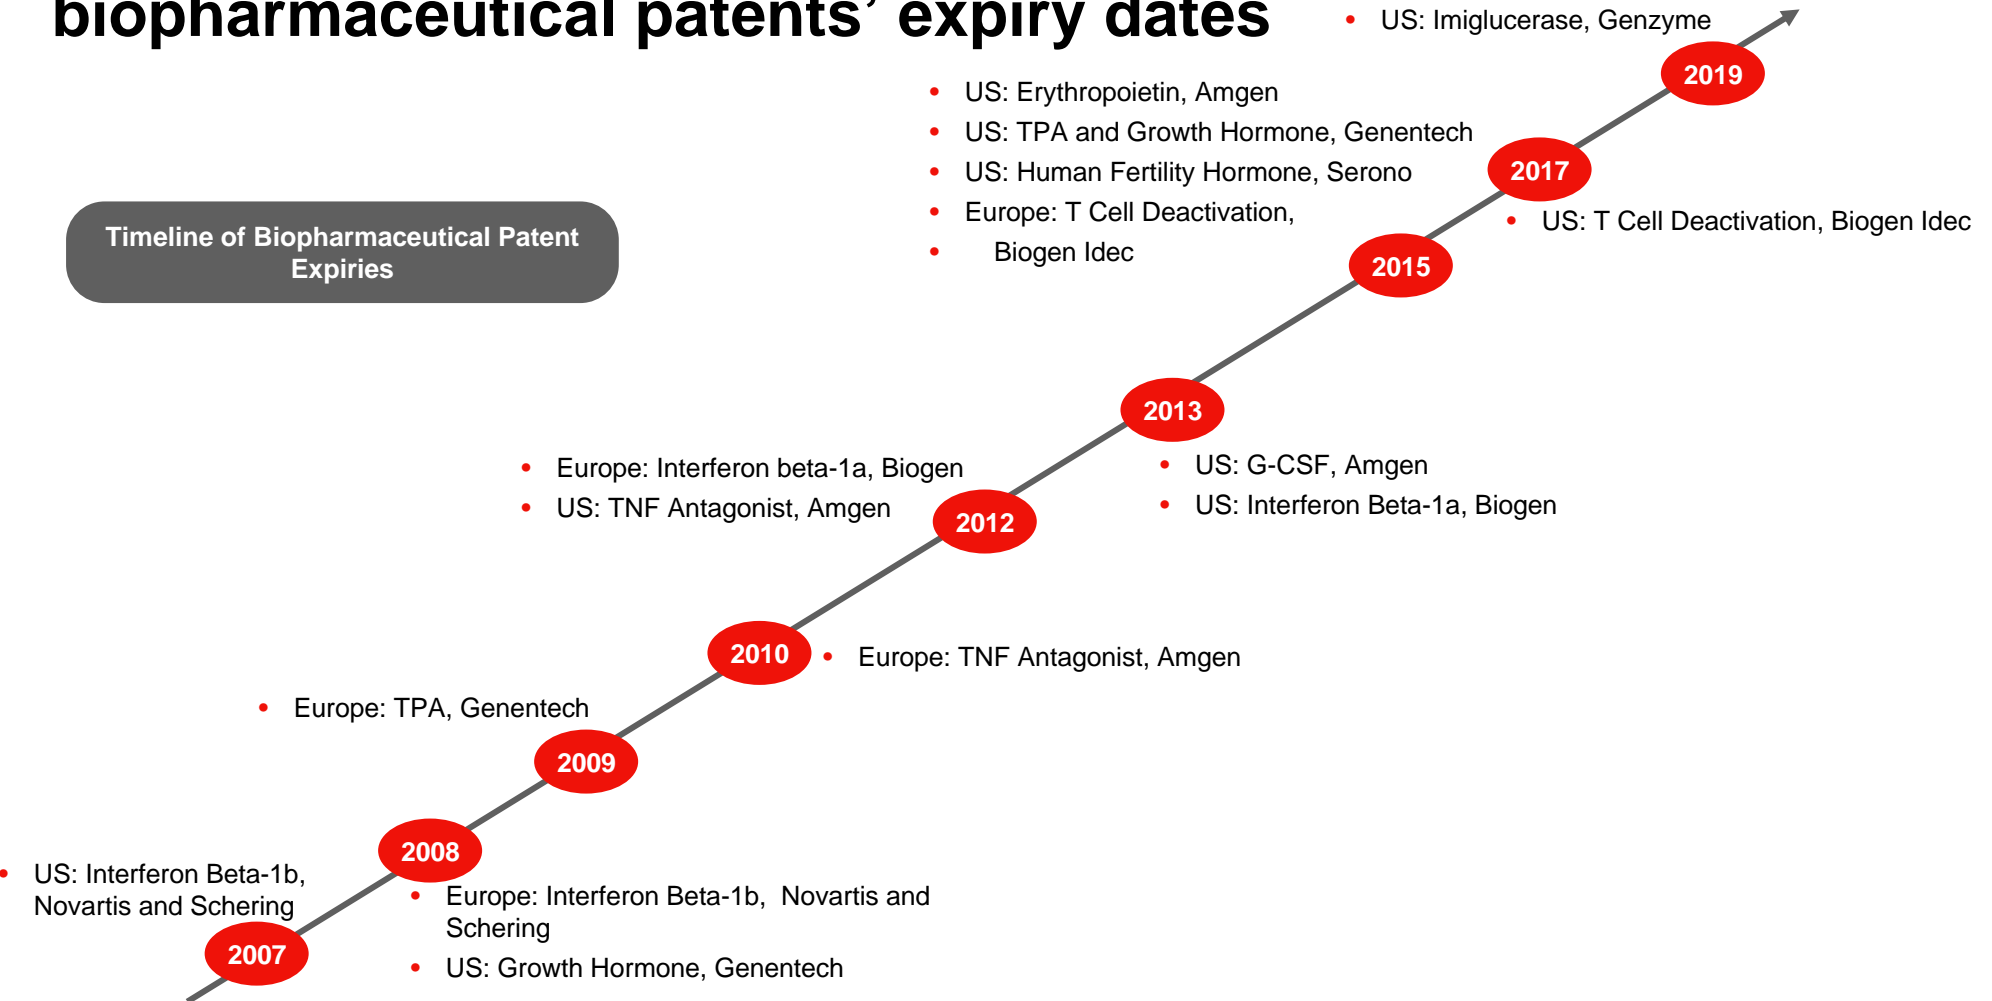 biopharmaceutical patents’ expiry dates
• US: Imiglucerase, Genzyme
2019
• US: Erythropoietin, Amgen
• US: TPA and Growth Hormone, Genentech
• US: Human Fertility Hormone, Serono
• Europe: T Cell Deactivation,
• Biogen Idec
2017
• US: T Cell Deactivation, Biogen Idec
Timeline of Biopharmaceutical Patent
Expiries
2015
2013
• US: G-CSF, Amgen
• US: Interferon Beta-1a, Biogen
• Europe: Interferon beta-1a, Biogen
• US: TNF Antagonist, Amgen
2012
2010
• Europe: TNF Antagonist, Amgen
• Europe: TPA, Genentech
2009
2008
• US: Interferon Beta-1b,
Novartis and Schering
2007
• Europe: Interferon Beta-1b,  Novartis and
Schering
• US: Growth Hormone, Genentech